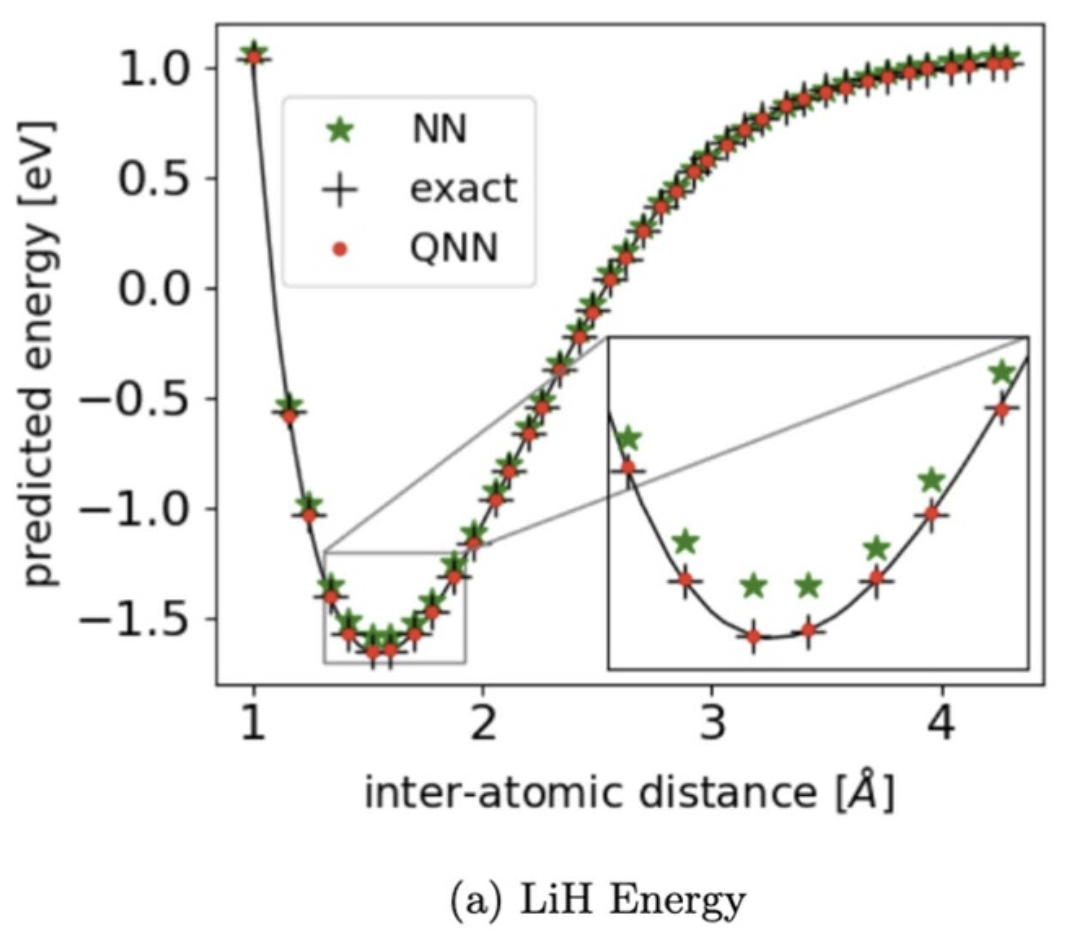 predicted energy [eV]
1.0
0.5
0.0
−0.5
−1.0
−1.5
NN
exact
QNN
1 2 3 4
inter-atomic distance [Å]
(a) LiH Energy